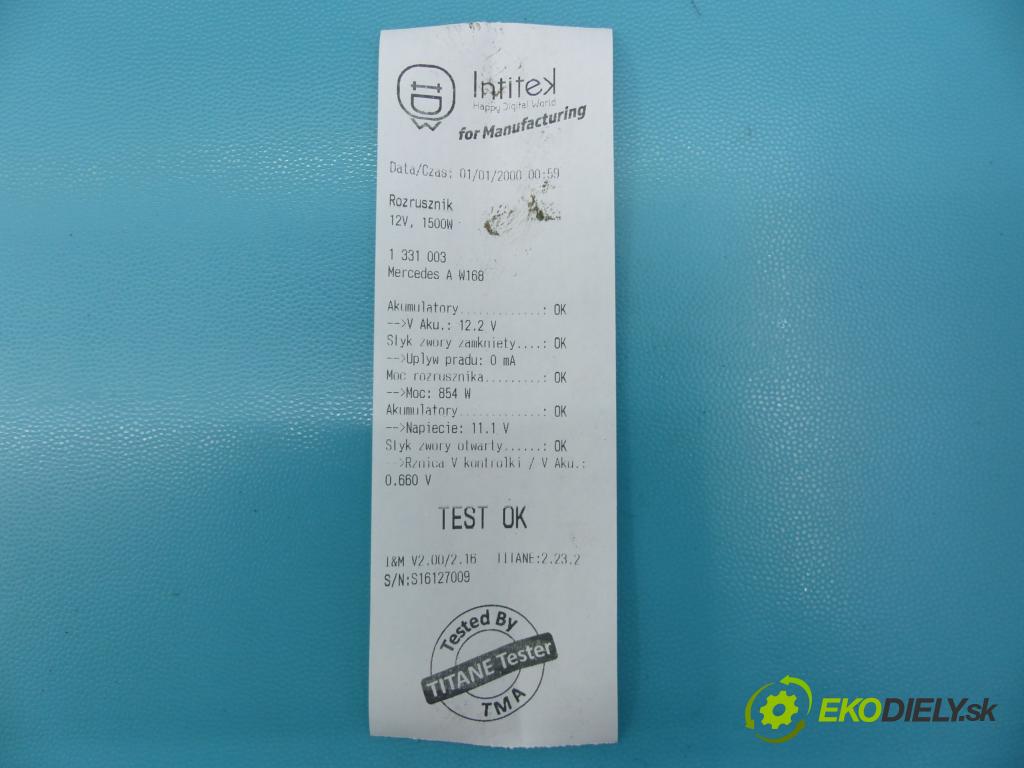 Intitek
Happy Digital World
for Manufacturing
Data/Czas: 01/01/2000 00:59
Rozrusznik
12V, 1500W
1 331 003
Mercedes A W168
Akumulatory............: OK
-->V Aku.: 12.2 V
Styk zwory zamkniety....: OK
-->Uplyw pradu: 0 mA
Moc rozrusznika.........: OK
-->Moc: 854 W
Akumulatory............: OK
-->Napiecie: 11.1 V
Styk zwory otwarty......: OK
-->Rznica V kontrolki / V Aku.:
0.660 V
TEST OK
I&M V2.00/2.16 TITANE:2.23.2
S/N:S16127009
Tested By
TITANE Tester
TMA
EKODIELY.sk